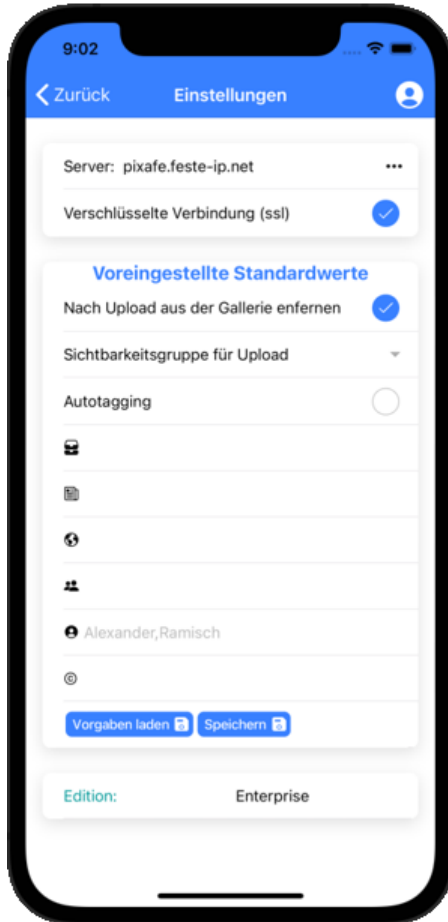 9:02
Zurück
Einstellungen
Server: pixafe.feste-ip.net
Verschlüsselte Verbindung (ssl)
Voreingestellte Standardwerte
Nach Upload aus der Gallerie enfernen
Sichtbarkeitsgruppe für Upload
Autotagging
Alexander,Ramisch
©
Vorgaben laden
Speichern
Edition: Enterprise